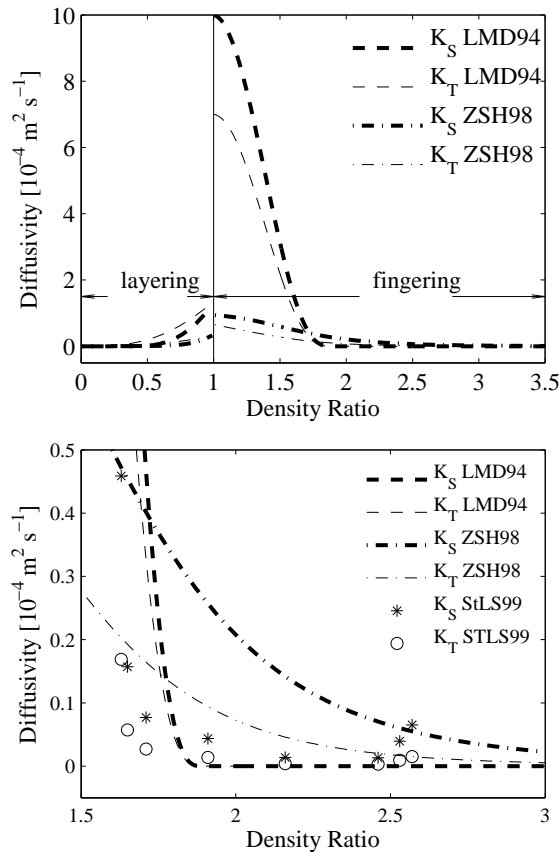 10
8
6
4
2
0
Diffusivity [10⁻⁴ m² s⁻¹]
K_S LMD94
K_T LMD94
K_S ZSH98
K_T ZSH98
layering
fingering
0 0.5 1 1.5 2 2.5 3 3.5
Density Ratio
0.5
0.4
0.3
0.2
0.1
0
Diffusivity [10⁻⁴ m² s⁻¹]
K_S LMD94
K_T LMD94
K_S ZSH98
K_T ZSH98
K_S StLS99
K_T STLS99
1.5 2 2.5 3
Density Ratio